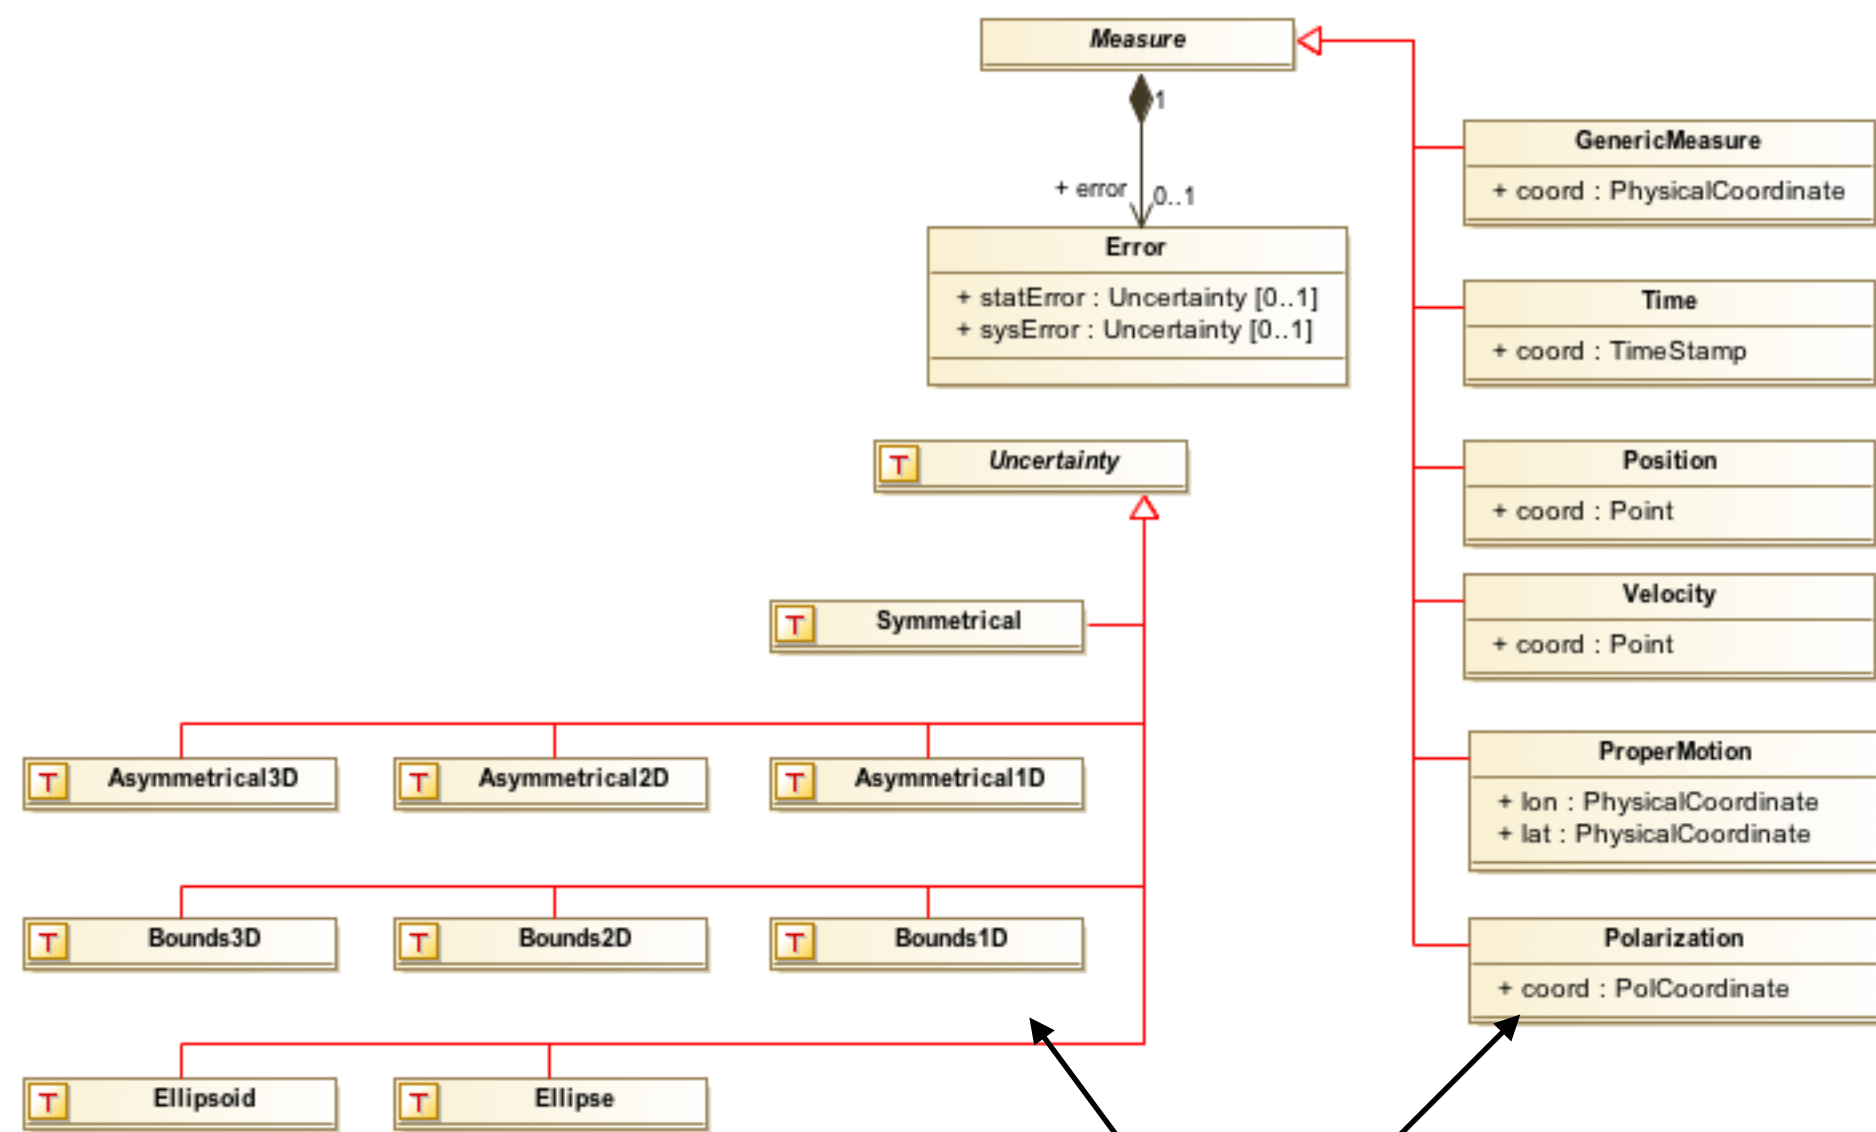 Measure
1
+ error
0..1
Error
+ statError : Uncertainty [0..1]
+ sysError : Uncertainty [0..1]
GenericMeasure
+ coord : PhysicalCoordinate
Time
+ coord : TimeStamp
Position
+ coord : Point
Velocity
+ coord : Point
ProperMotion
+ lon : PhysicalCoordinate
+ lat : PhysicalCoordinate
Polarization
+ coord : PolCoordinate
T Uncertainty
T Symmetrical
T Asymmetrical3D
T Asymmetrical2D
T Asymmetrical1D
T Bounds3D
T Bounds2D
T Bounds1D
T Ellipsoid
T Ellipse